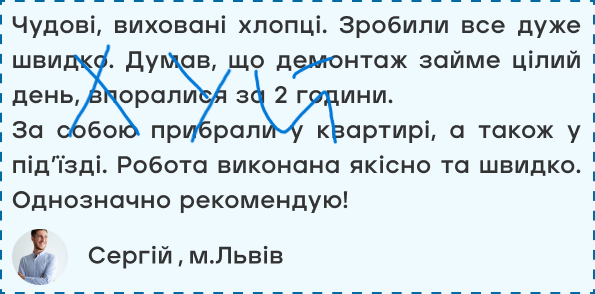 Чудові, виховані хлопці. Зробили все дуже
швидко. Думав, що демонтаж займе цілий
день, впоралися за 2 години.
За собою прибрали у квартирі, а також у
під'їзді. Робота виконана якісно та швидко.
Однозначно рекомендую!
Сергій , м.Львів
хуй